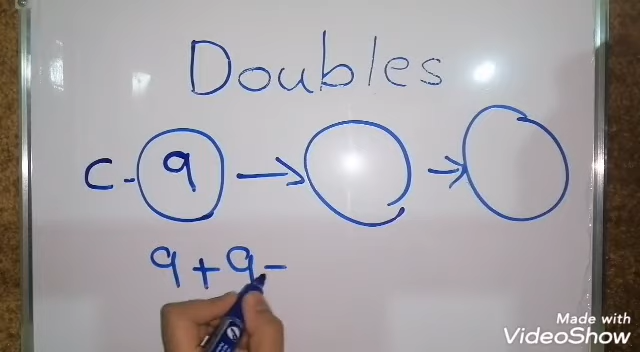 Doubles
C- 9 → →
9 + 9 -
Made with
VideoShow